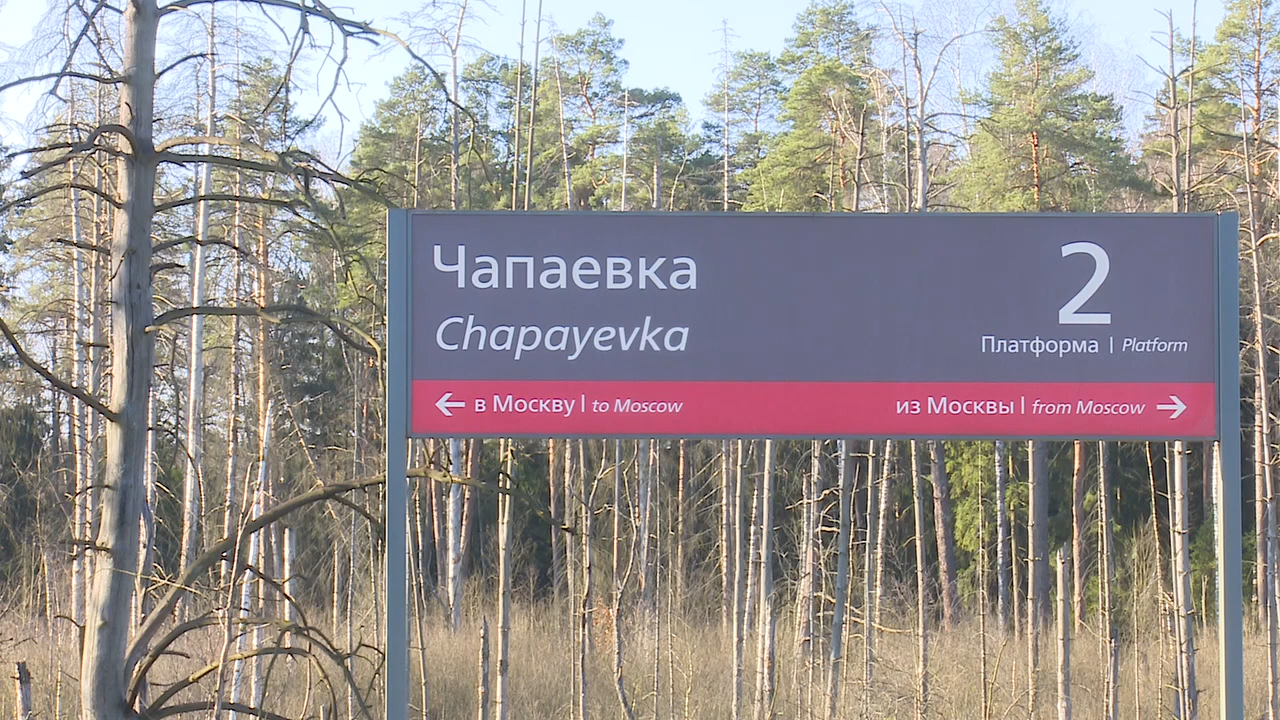 Чапаевка
Chapayevka
2
Платформа | Platform
← в Москву | to Moscow
из Москвы | from Moscow →